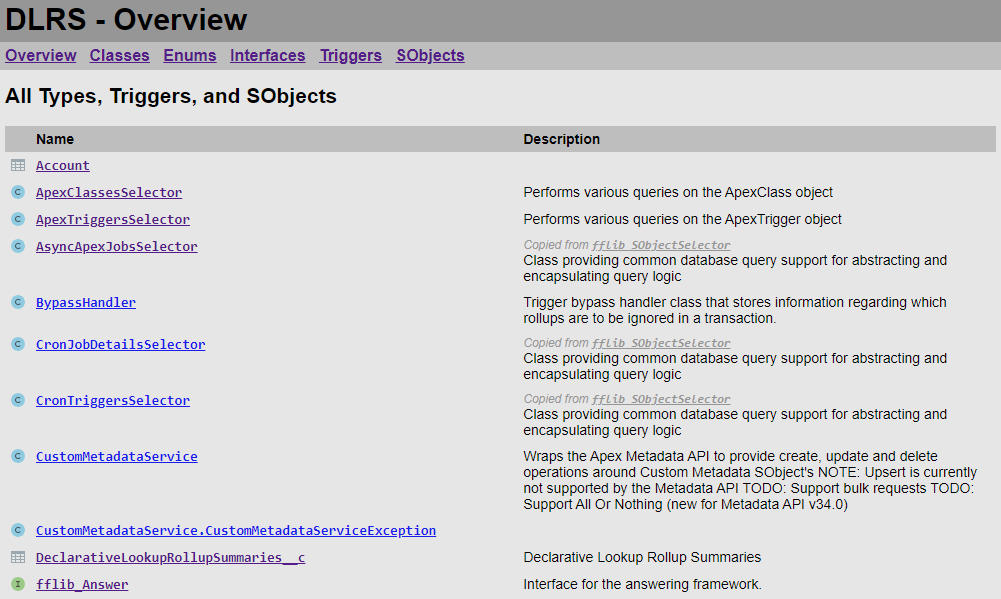 DLRS - Overview
Overview Classes Enums Interfaces Triggers SObjects
All Types, Triggers, and SObjects
Name Description
Account
C ApexClassesSelector Performs various queries on the ApexClass object
C ApexTriggersSelector Performs various queries on the ApexTrigger object
C AsyncApexJobsSelector Copied from fflib_SObjectSelector
Class providing common database query support for abstracting and
encapsulating query logic
C BypassHandler Trigger bypass handler class that stores information regarding which
rollups are to be ignored in a transaction.
C CronJobDetailsSelector Copied from fflib_SObjectSelector
Class providing common database query support for abstracting and
encapsulating query logic
C CronTriggersSelector Copied from fflib_SObjectSelector
Class providing common database query support for abstracting and
encapsulating query logic
C CustomMetadataService Wraps the Apex Metadata API to provide create, update and delete
operations around Custom Metadata SObject's NOTE: Upsert is currently
not supported by the Metadata API TODO: Support bulk requests TODO:
Support All Or Nothing (new for Metadata API v34.0)
C CustomMetadataService.CustomMetadataServiceException
DeclarativeLookupRollupSummaries__c Declarative Lookup Rollup Summaries
I fflib_Answer Interface for the answering framework.